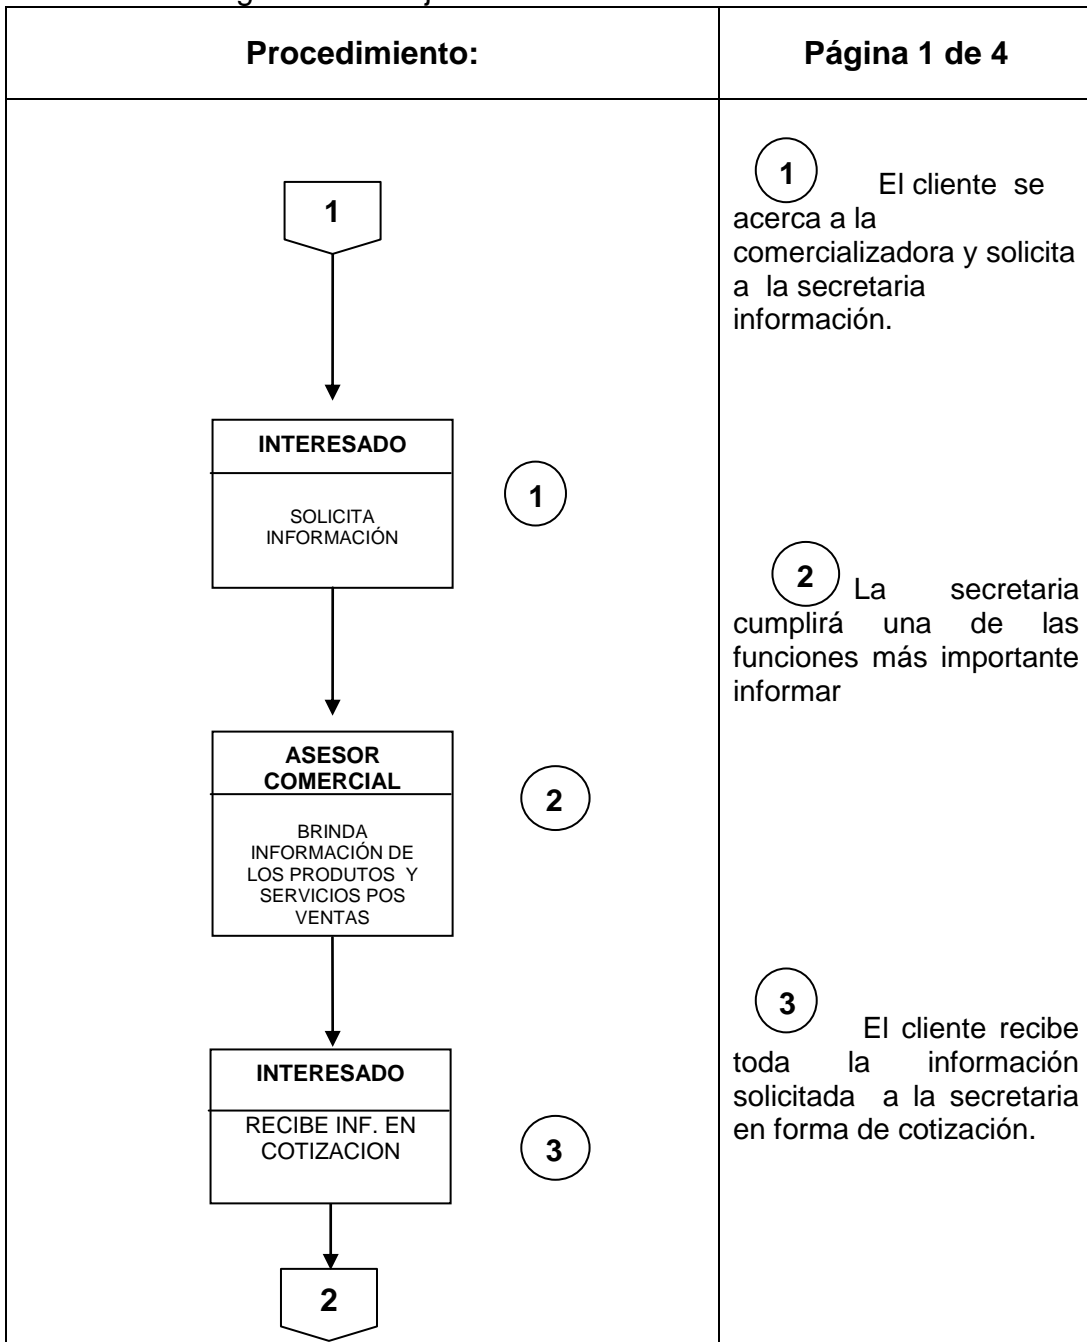 Procedimiento:
Página 1 de 4
1
INTERESADO
SOLICITA
INFORMACIÓN
1
ASESOR
COMERCIAL
BRINDA
INFORMACIÓN DE
LOS PRODUTOS Y
SERVICIOS POS
VENTAS
2
INTERESADO
RECIBE INF. EN
COTIZACION
3
2
1 El cliente se
acerca a la
comercializadora y solicita
a la secretaria
información.
2 La secretaria
cumplirá una de las
funciones más importante
informar
3 El cliente recibe
toda la información
solicitada a la secretaria
en forma de cotización.